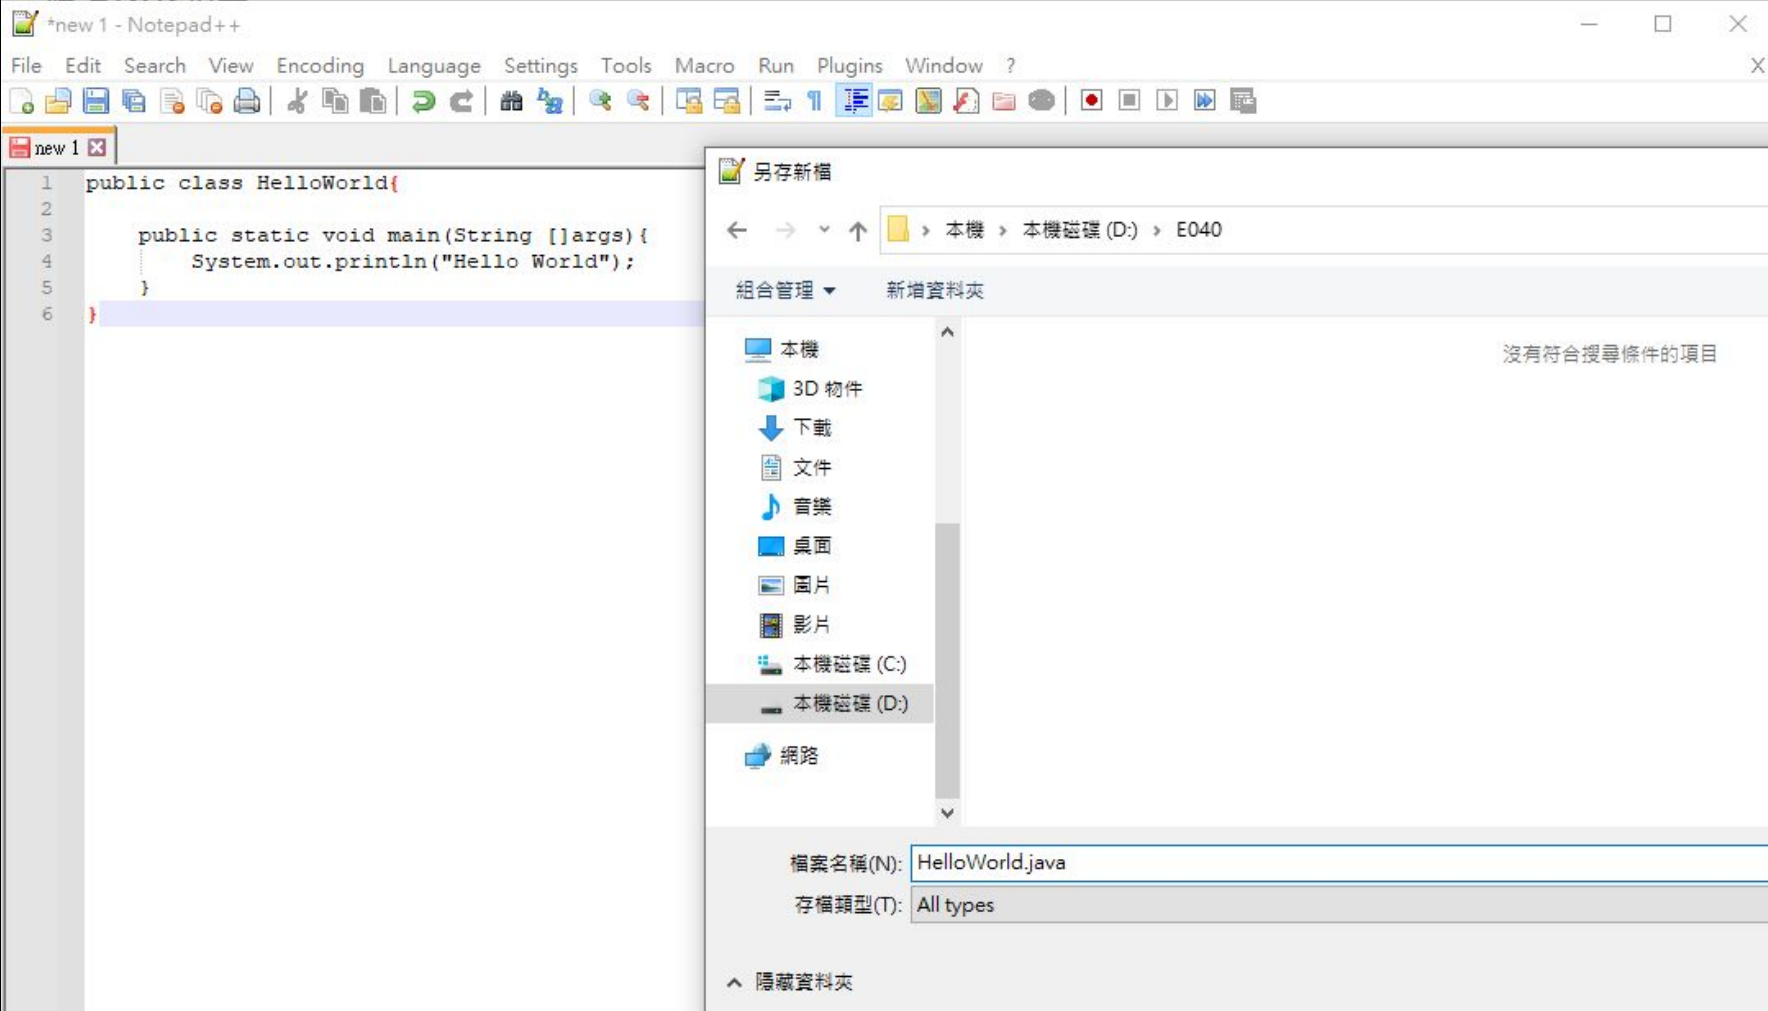 *new 1 - Notepad++
File Edit Search View Encoding Language Settings Tools Macro Run Plugins Window ? X
new 1
1 public class HelloWorld{
2
3 public static void main(String []args){
4 System.out.println("Hello World");
5 }
6 }
另存新檔
本機 › 本機磁碟 (D:) › E040
組合管理 新增資料夾
本機
3D 物件
下載
文件
音樂
桌面
圖片
影片
本機磁碟 (C:)
本機磁碟 (D:)
網路
沒有符合搜尋條件的項目
檔案名稱(N): HelloWorld.java
存檔類型(T): All types
隱藏資料夾